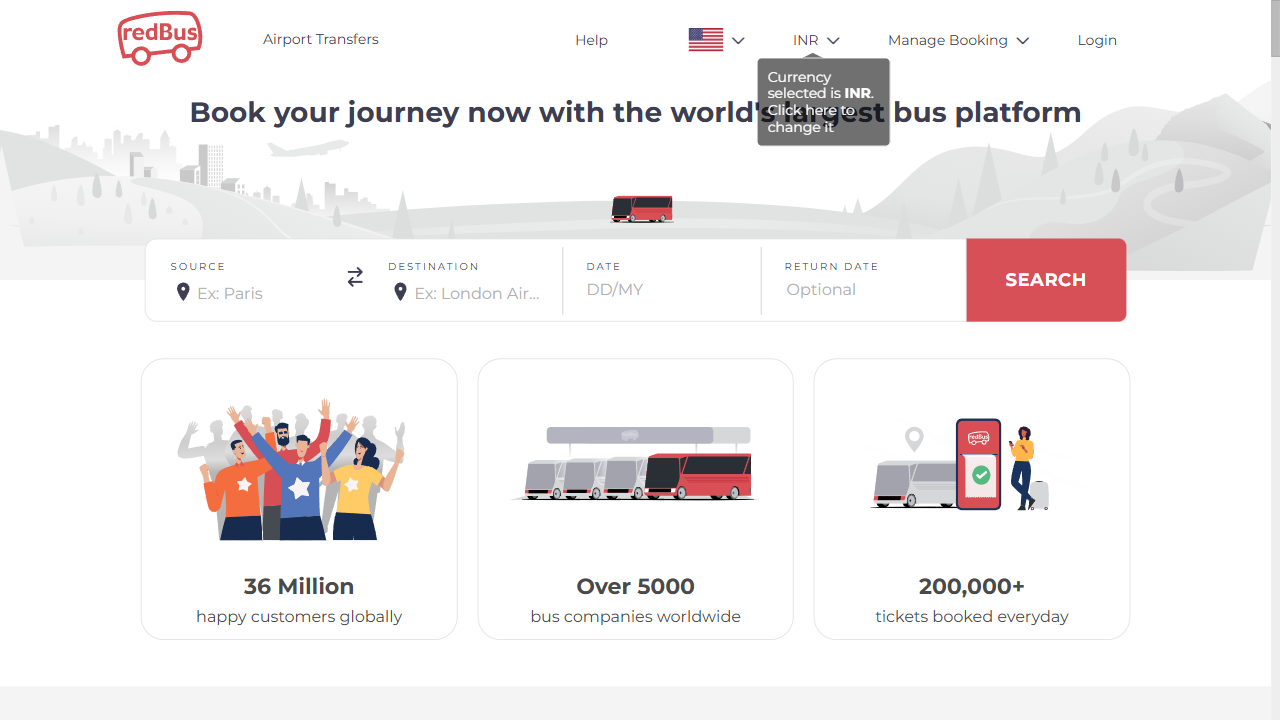 redBus
Airport Transfers
Help
INR
Manage Booking
Login
Currency
selected is INR.
Click here to
change it
Book your journey now with the world's largest bus platform
SOURCE
Ex: Paris
DESTINATION
Ex: London Air...
DATE
DD/MY
RETURN DATE
Optional
SEARCH
redBus
36 Million
happy customers globally
Over 5000
bus companies worldwide
200,000+
tickets booked everyday